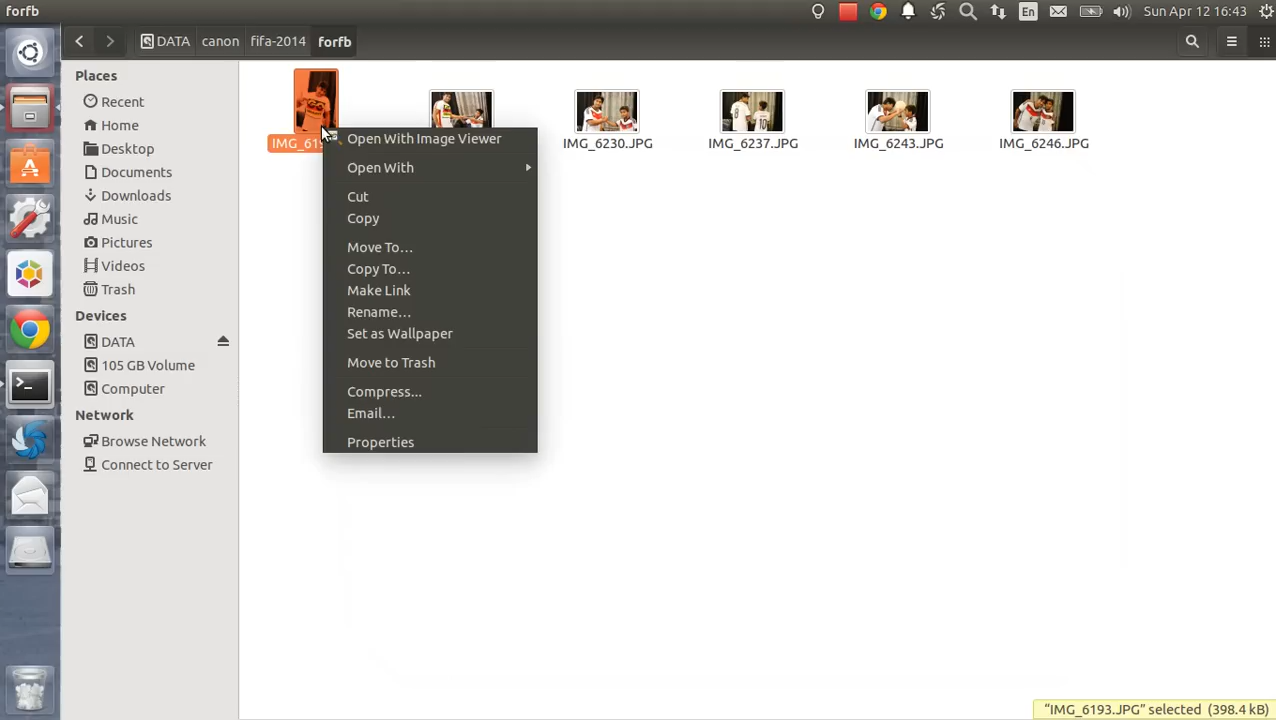 forfb
En
Sun Apr 12 16:43
DATA
canon
fifa-2014
forfb
Places
Recent
Home
Desktop
Documents
Downloads
Music
Pictures
Videos
Trash
Devices
DATA
105 GB Volume
Computer
Network
Browse Network
Connect to Server
IMG_619
IMG_6230.JPG
IMG_6237.JPG
IMG_6243.JPG
IMG_6246.JPG
Open With Image Viewer
Open With
Cut
Copy
Move To…
Copy To…
Make Link
Rename…
Set as Wallpaper
Move to Trash
Compress...
Email…
Properties
“IMG_6193.JPG” selected (398.4 kB)